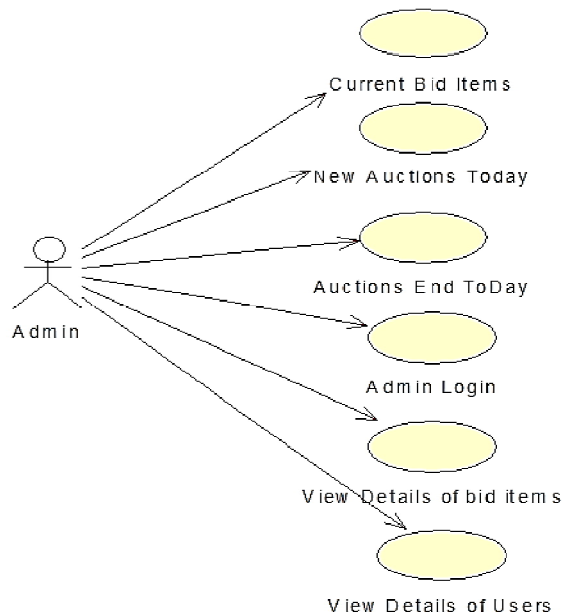 Current Bid Items
New Auctions Today
Auctions End ToDay
Admin
Admin Login
View Details of bid items
View Details of Users